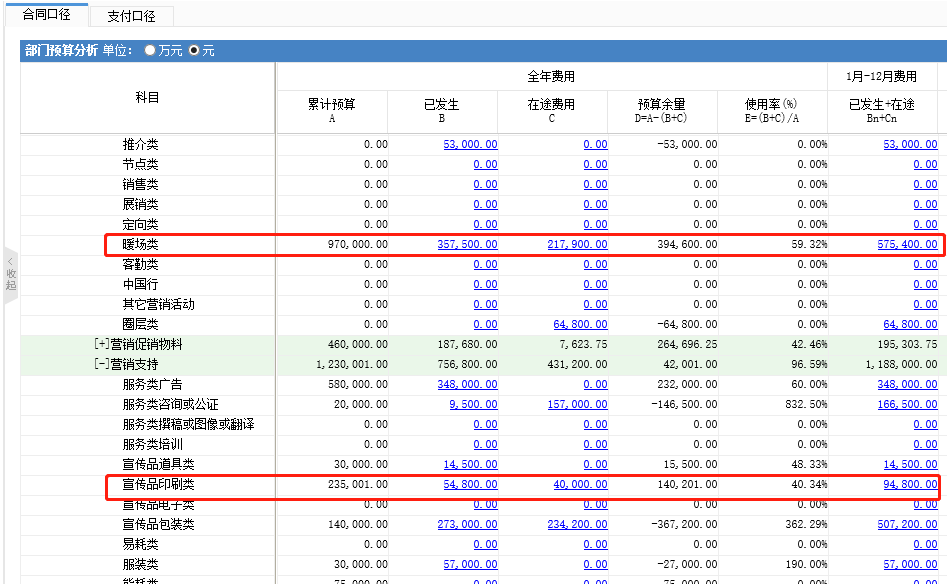 合同口径 支付口径
部门预算分析 单位： 万元 元
科目 全年费用 1月-12月费用
累计预算 已发生 在途费用 预算余量 使用率(%) 已发生+在途
A B C D=A-(B+C) E=(B+C)/A Bn+Cn
推介类 0.00 53,000.00 0.00 -53,000.00 0.00% 53,000.00
节点类 0.00 0.00 0.00 0.00 0.00% 0.00
销售类 0.00 0.00 0.00 0.00 0.00% 0.00
展销类 0.00 0.00 0.00 0.00 0.00% 0.00
定向类 0.00 0.00 0.00 0.00 0.00% 0.00
暖场类 970,000.00 357,500.00 217,900.00 394,600.00 59.32% 575,400.00
客勤类 0.00 0.00 0.00 0.00 0.00% 0.00
中国行 0.00 0.00 0.00 0.00 0.00% 0.00
其它营销活动 0.00 0.00 0.00 0.00 0.00% 0.00
圈层类 0.00 0.00 64,800.00 -64,800.00 0.00% 64,800.00
[+]营销促销物料 460,000.00 187,680.00 7,623.75 264,696.25 42.46% 195,303.75
[-]营销支持 1,230,001.00 756,800.00 431,200.00 42,001.00 96.59% 1,188,000.00
服务类广告 580,000.00 348,000.00 0.00 232,000.00 60.00% 348,000.00
服务类咨询或公证 20,000.00 9,500.00 157,000.00 -146,500.00 832.50% 166,500.00
服务类撰稿或图像或翻译 0.00 0.00 0.00 0.00 0.00% 0.00
服务类培训 0.00 0.00 0.00 0.00 0.00% 0.00
宣传品道具类 30,000.00 14,500.00 0.00 15,500.00 48.33% 14,500.00
宣传品印刷类 235,001.00 54,800.00 40,000.00 140,201.00 40.34% 94,800.00
宣传品电子类 0.00 0.00 0.00 0.00 0.00% 0.00
宣传品包装类 140,000.00 273,000.00 234,200.00 -367,200.00 362.29% 507,200.00
易耗类 0.00 0.00 0.00 0.00 0.00% 0.00
服装类 30,000.00 57,000.00 0.00 -27,000.00 190.00% 57,000.00
能耗类 75,000.00 0.00 0.00 75,000.00 0.00% 0.00
收起